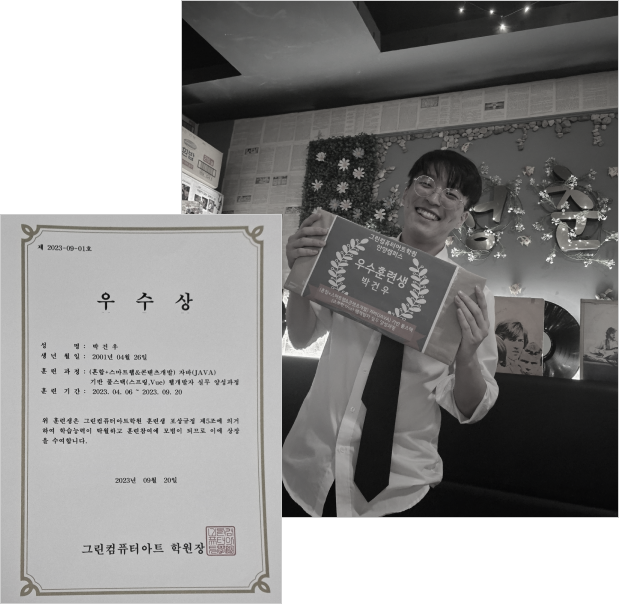 제 2023-09-01호
우 수 상
성 명 : 박 건 우
생 년 월 일 : 2001년 04월 26일
훈 련 과 정 : (혼합+스마트웹&콘텐츠개발) 자바(JAVA)
기반 풀스택(스프링,Vue) 웹개발자 실무 양성과정
훈 련 기 간 : 2023. 04. 06 ~ 2023. 09. 20
위 훈련생은 그린컴퓨터아트학원 훈련생 포상규정 제5조에 의거
하여 학습능력이 탁월하고 훈련참여에 모범이 되므로 이에 상장
을 수여합니다.
2023년 09월 20일
그린컴퓨터아트 학원장
그린컴퓨터아트학원
안양캠퍼스
우수훈련생
박건우
청춘